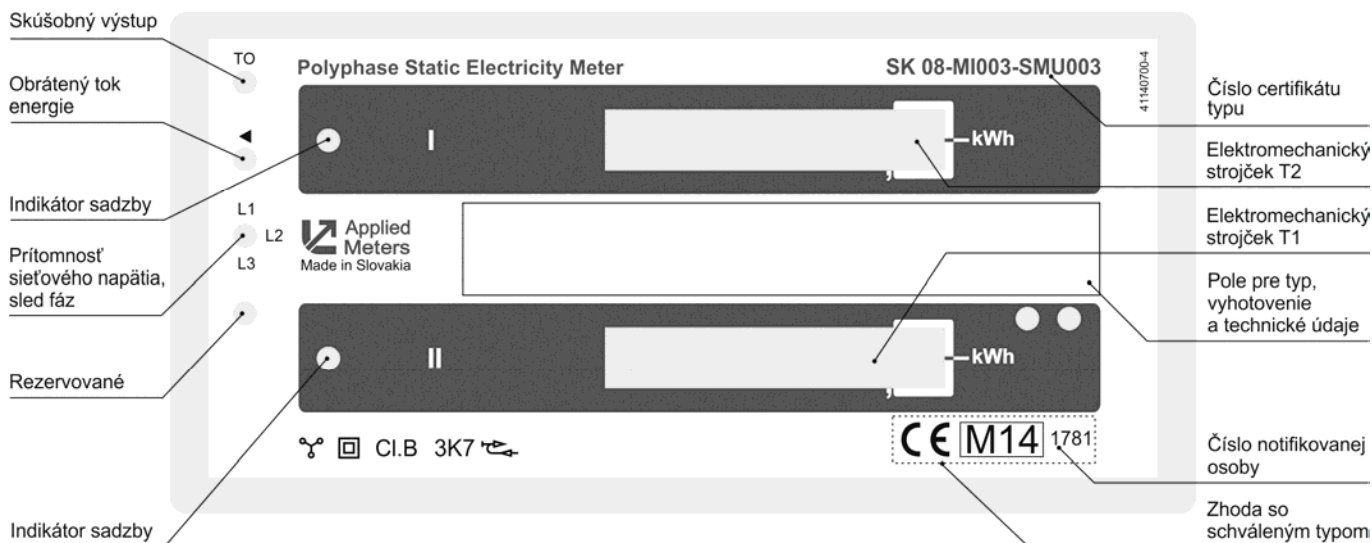 Skúšobný výstup
Obrátený tok
energie
Indikátor sadzby
Prítomnosť
sieťového napätia,
sled fáz
Rezervované
Indikátor sadzby
TO
L1
L2
L3
Polyphase Static Electricity Meter
SK 08-MI003-SMU003
41140700-4
I
,
kWh
Applied
Meters
Made in Slovakia
II
,
kWh
Cl.B 3K7
CE M14 1781
Číslo certifikátu
typu
Elektromechanický
strojček T2
Elektromechanický
strojček T1
Pole pre typ,
vyhotovenie
a technické údaje
Číslo notifikovanej
osoby
Zhoda so
schváleným typom